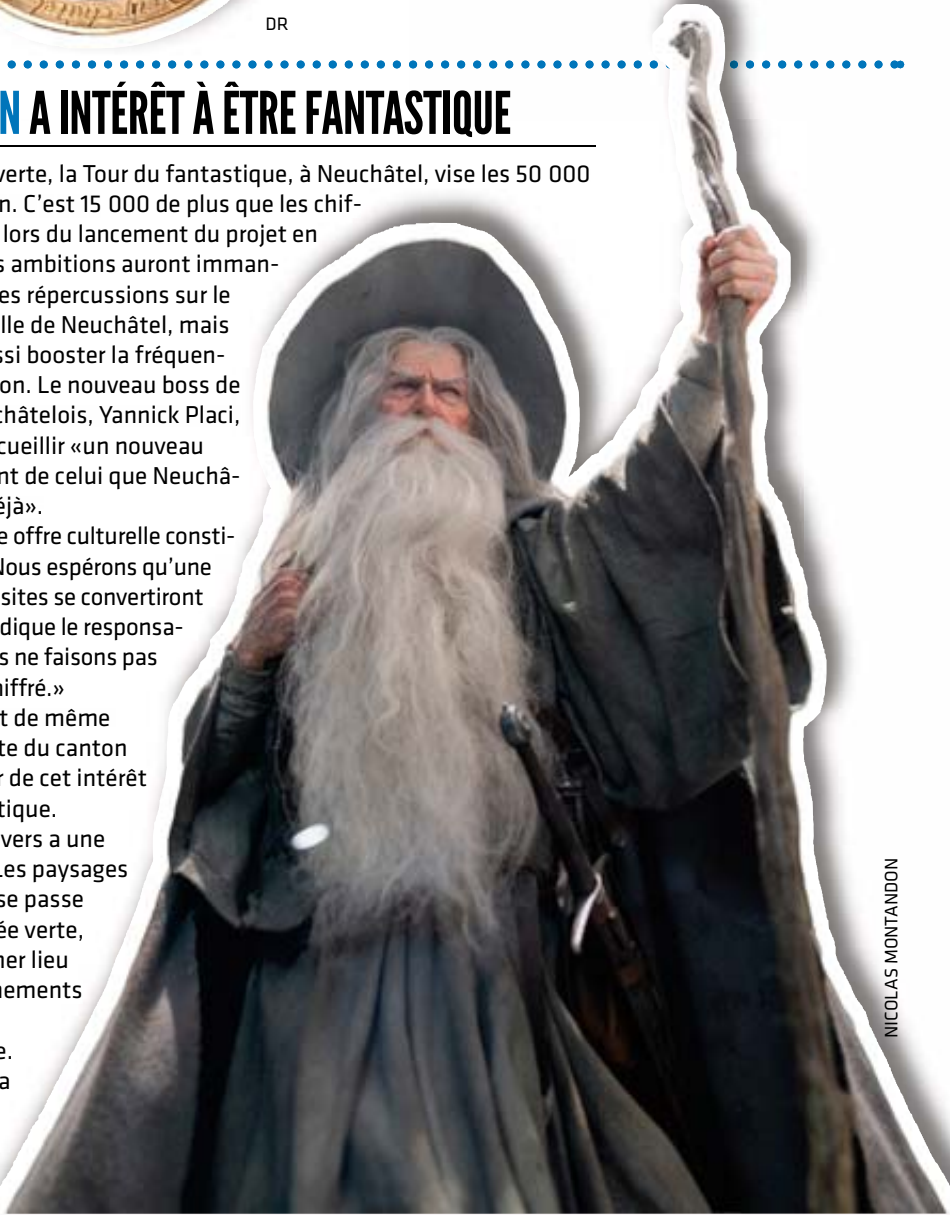 DR
N A INTÉRÊT À ÊTRE FANTASTIQUE
verte, la Tour du fantastique, à Neuchâtel, vise les 50 000
n. C’est 15 000 de plus que les chif-
lors du lancement du projet en
s ambitions auront imman-
es répercussions sur le
lle de Neuchâtel, mais
ssi booster la fréquen-
on. Le nouveau boss de
châtelois, Yannick Placi,
cueillir «un nouveau
nt de celui que Neuchâ-
éjà».
e offre culturelle consti-
Nous espérons qu’une
sites se convertiront
dique le responsa-
s ne faisons pas
hiffré.»
t de même
te du canton
r de cet intérêt
tique.
vers a une
Les paysages
se passe
ée verte,
ner lieu
nements
e.
a
NICOLAS MONTANDON